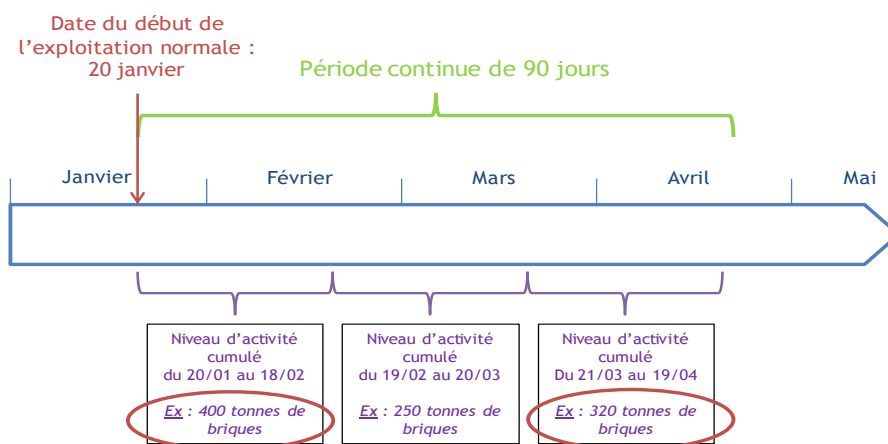 Date du début de
l'exploitation normale :
20 janvier
Période continue de 90 jours
Janvier
Février
Mars
Avril
Mai
Niveau d'activité
cumulé
du 20/01 au 18/02
Ex : 400 tonnes de
briques
Niveau d'activité
cumulé
du 19/02 au 20/03
Ex : 250 tonnes de
briques
Niveau d'activité
cumulé
Du 21/03 au 19/04
Ex : 320 tonnes de
briques